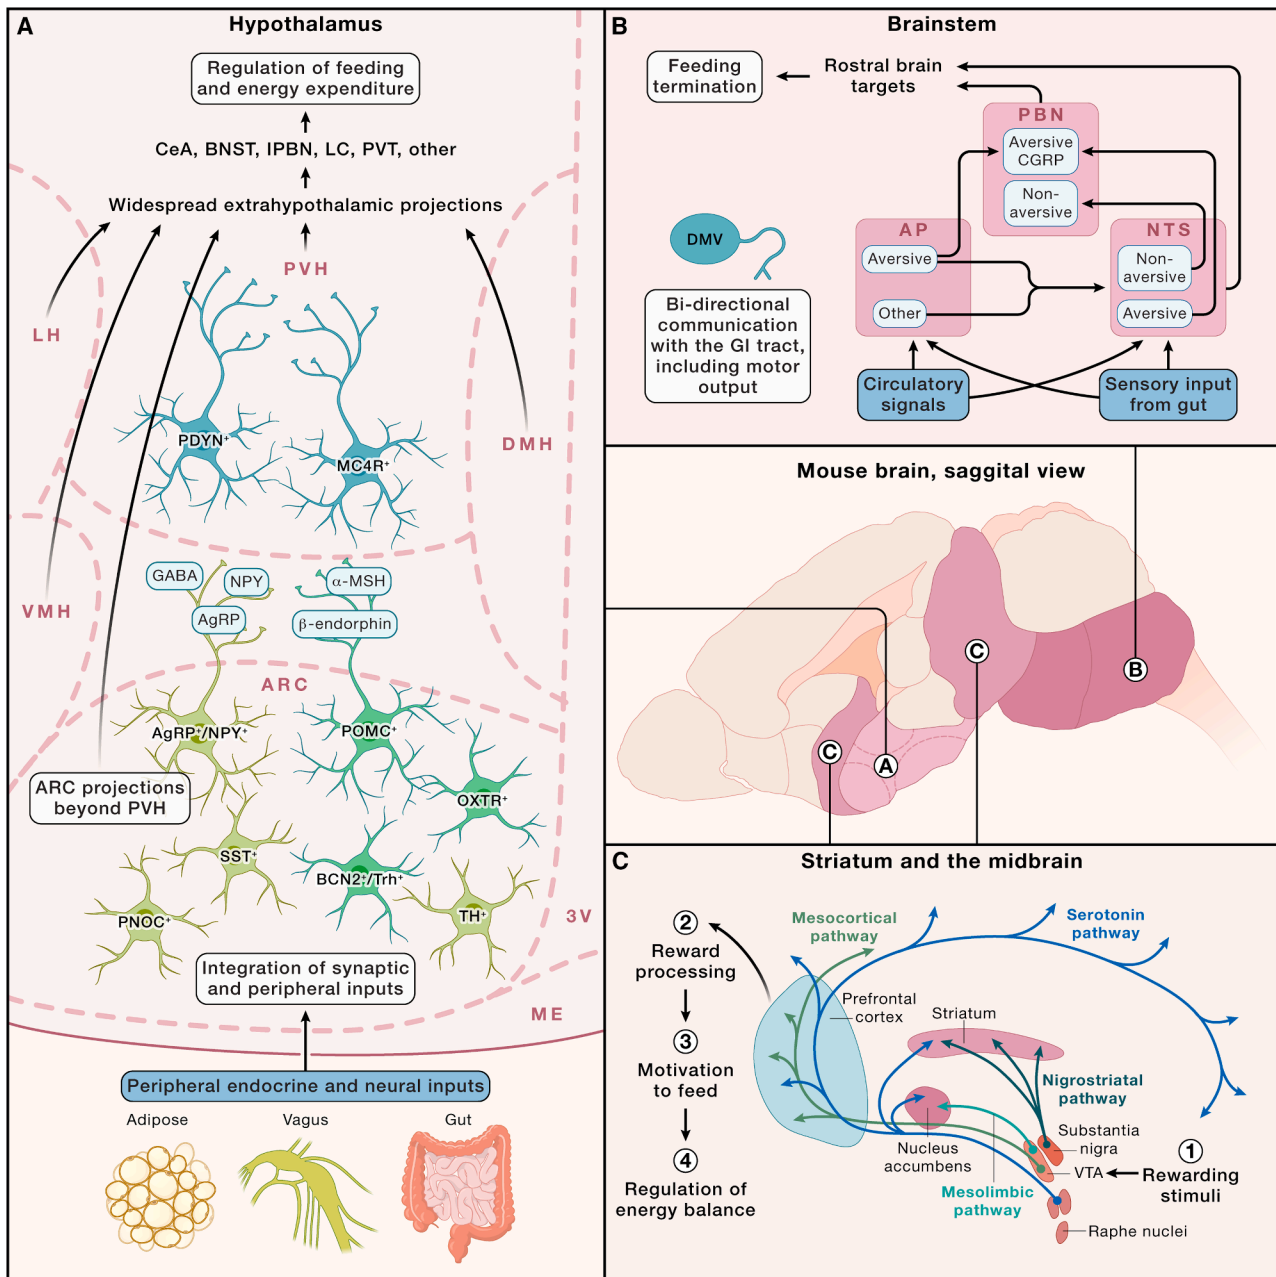 A
Hypothalamus
Regulation of feeding
and energy expenditure
CeA, BNST, lPBN, LC, PVT, other
Widespread extrahypothalamic projections
PVH
LH
DMH
PDYN⁺
MC4R⁺
GABA
NPY
AgRP
α-MSH
β-endorphin
VMH
ARC
AgRP⁺/NPY⁺
POMC⁺
ARC projections
beyond PVH
OXTR⁺
SST⁺
BCN2⁺/Trh⁺
PNOC⁺
TH⁺
3V
Integration of synaptic
and peripheral inputs
ME
Peripheral endocrine and neural inputs
Adipose
Vagus
Gut
B
Brainstem
Feeding
termination
Rostral brain
targets
PBN
Aversive
CGRP
Non-
aversive
DMV
AP
Aversive
Other
NTS
Non-
aversive
Aversive
Bi-directional
communication
with the GI tract,
including motor
output
Circulatory
signals
Sensory input
from gut
Mouse brain, saggital view
C
B
C
A
C
Striatum and the midbrain
2
Reward
processing
3
Motivation
to feed
4
Regulation of
energy balance
Mesocortical
pathway
Serotonin
pathway
Prefrontal
cortex
Striatum
Nigrostriatal
pathway
Nucleus
accumbens
Substantia
nigra
VTA
1
Rewarding
stimuli
Mesolimbic
pathway
Raphe nuclei